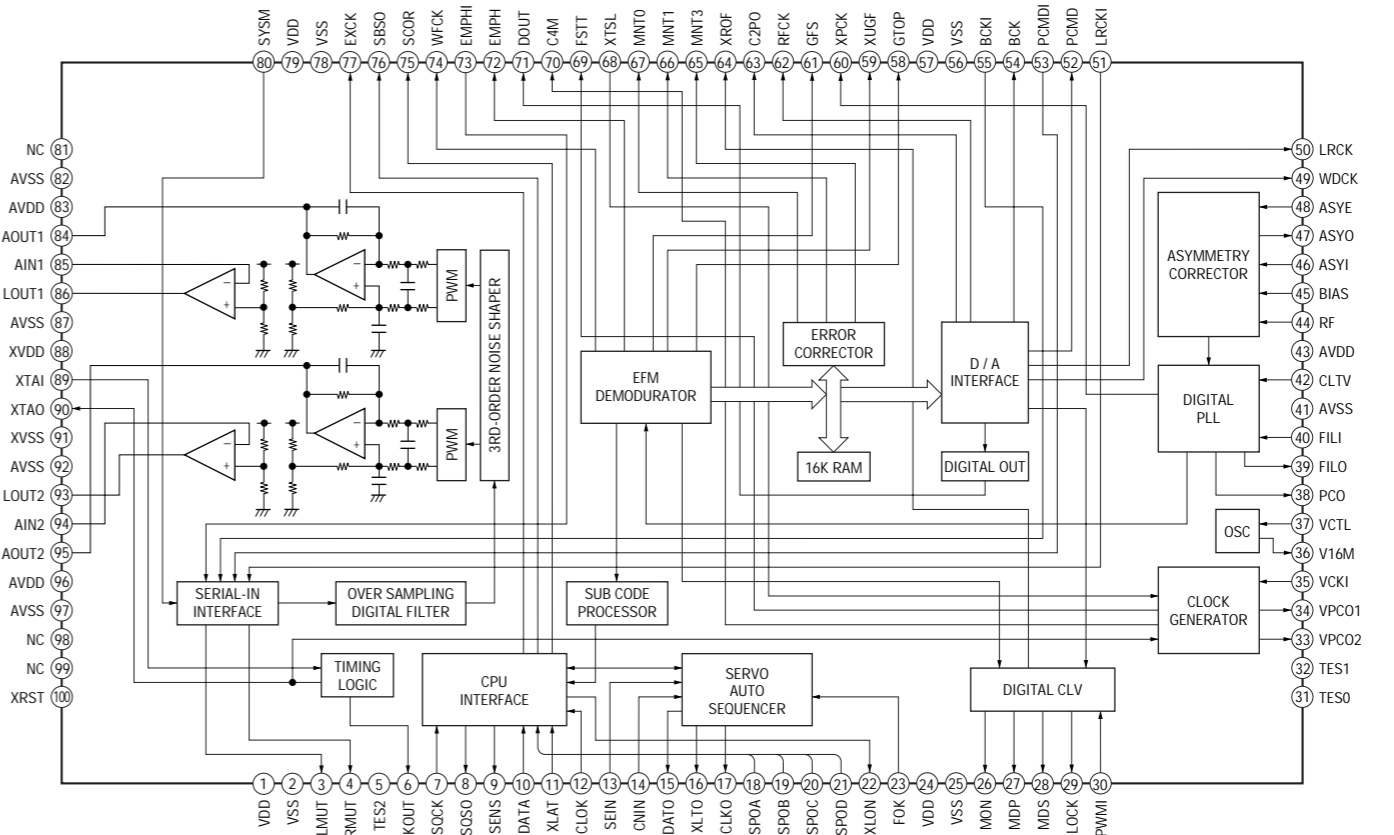 SYSM
VDD
VSS
EXCK
SBSO
SCOR
WFCK
EMPHI
EMPH
DOUT
C4M
FSTT
XTSL
MNT0
MNT1
MNT3
XROF
C2PO
RFCK
GFS
XPCK
XUGF
GTOP
VDD
VSS
BCKI
BCK
PCMDI
PCMD
LRCKI
80 79 78 77 76 75 74 73 72 71 70 69 68 67 66 65 64 63 62 61 60 59 58 57 56 55 54 53 52 51
NC 81
AVSS 82
AVDD 83
AOUT1 84
AIN1 85
LOUT1 86
AVSS 87
XVDD 88
XTAI 89
XTAO 90
XVSS 91
AVSS 92
LOUT2 93
AIN2 94
AOUT2 95
AVDD 96
AVSS 97
NC 98
NC 99
XRST 100
50 LRCK
49 WDCK
48 ASYE
47 ASYO
46 ASYI
45 BIAS
44 RF
43 AVDD
42 CLTV
41 AVSS
40 FILI
39 FILO
38 PCO
37 VCTL
36 V16M
35 VCKI
34 VPCO1
33 VPCO2
32 TES1
31 TES0
−
+
−
+
PWM
−
+
−
+
PWM
3RD-ORDER NOISE SHAPER
ERROR
CORRECTOR
EFM
DEMODURATOR
D / A
INTERFACE
16K RAM
DIGITAL OUT
ASYMMETRY
CORRECTOR
DIGITAL
PLL
OSC
CLOCK
GENERATOR
SERIAL-IN
INTERFACE
OVER SAMPLING
DIGITAL FILTER
SUB CODE
PROCESSOR
TIMING
LOGIC
CPU
INTERFACE
SERVO
AUTO
SEQUENCER
DIGITAL CLV
1 2 3 4 5 6 7 8 9 10 11 12 13 14 15 16 17 18 19 20 21 22 23 24 25 26 27 28 29 30
VDD
VSS
LMUT
RMUT
TES2
KOUT
SQCK
SQSO
SENS
DATA
XLAT
CLOK
SEIN
CNIN
DATO
XLTO
CLKO
SPOA
SPOB
SPOC
SPOD
XLON
FOK
VDD
VSS
MON
MDP
MDS
LOCK
PWMI